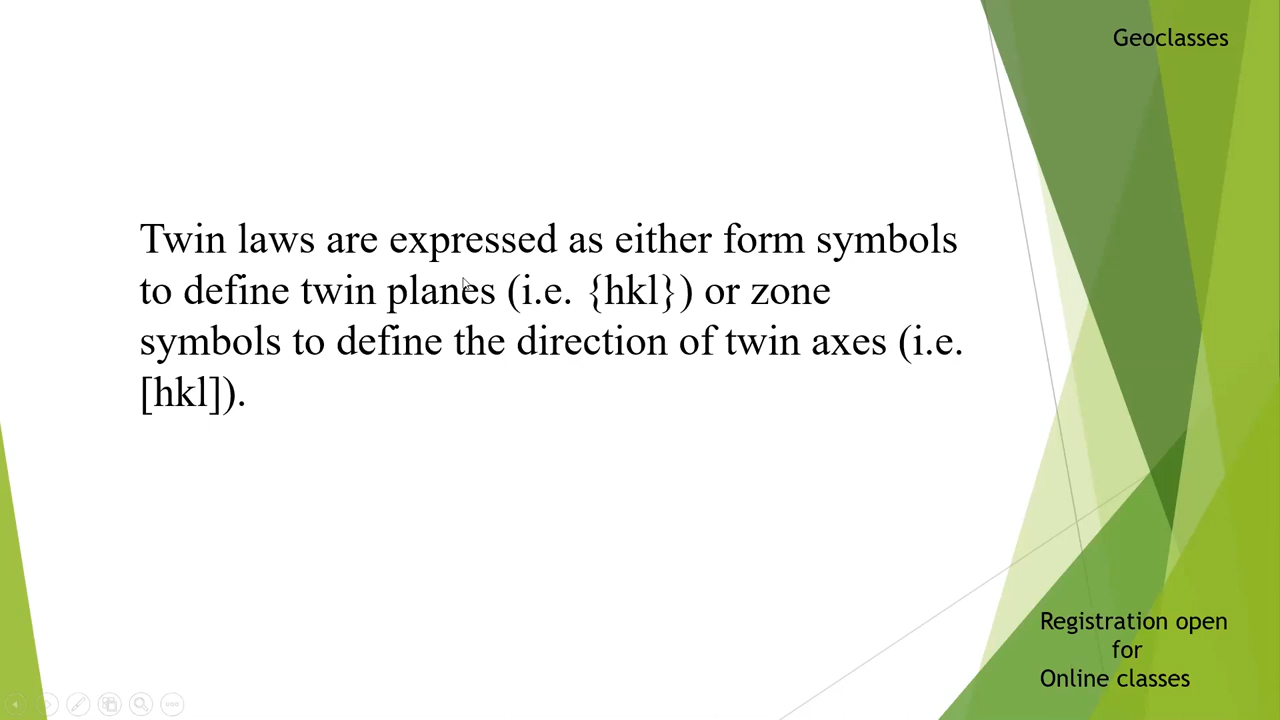 Geoclasses
Twin laws are expressed as either form symbols
to define twin planes (i.e. {hkl}) or zone
symbols to define the direction of twin axes (i.e.
[hkl]).
Registration open
for
Online classes